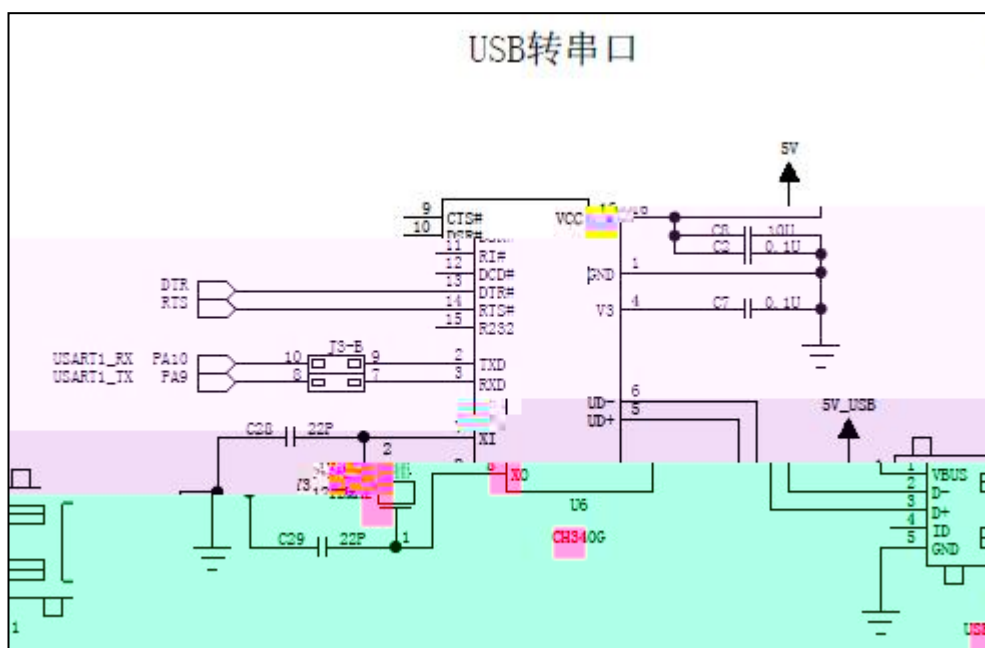 USB转串口
5V
9 CTS# VCC 16
10 DSR# C8 10U
11 RI# C2 0.1U
12 DCD# GND 1
DTR 13 DTR#
RTS 14 RTS# V3 4 C7 0.1U
15 R232
J3-B
USART1_RX PA10 10 9 2 TXD
USART1_TX PA9 8 7 3 RXD
UD- 6
UD+ 5
5V_USB
C28 22P XI
2
XO
1 VBUS
2 D-
3 D+
4 ID
5 GND
U6
C29 22P 1 CH340G
1